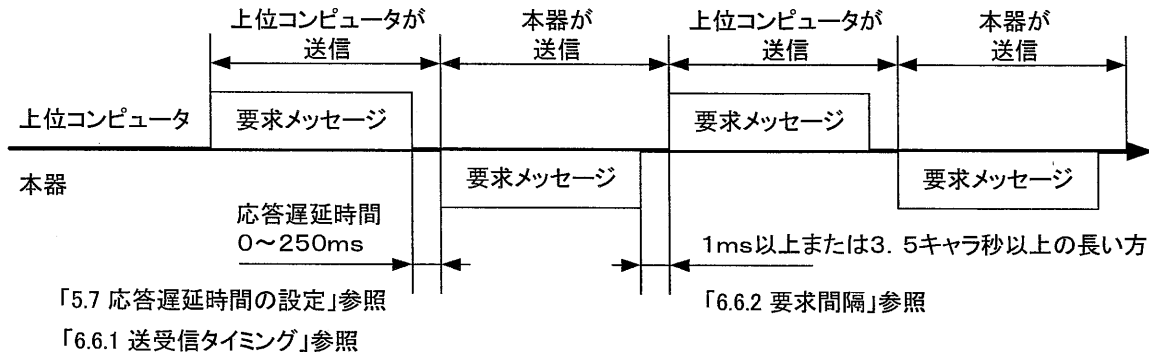 上位コンピュータが
送信
本器が
送信
上位コンピュータが
送信
本器が
送信
上位コンピュータ
要求メッセージ
要求メッセージ
本器
要求メッセージ
要求メッセージ
応答遅延時間
0～250ms
1ms以上または3．5キャラ秒以上の長い方
「5.7 応答遅延時間の設定」参照
「6.6.2 要求間隔」参照
「6.6.1 送受信タイミング」参照